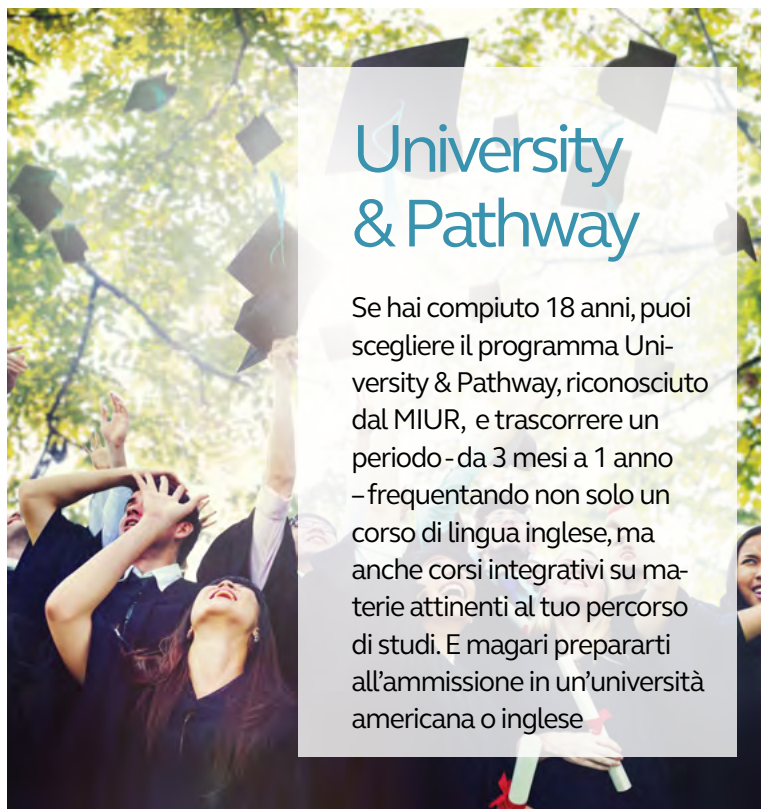 University
& Pathway
Se hai compiuto 18 anni, puoi
scegliere il programma Uni-
versity & Pathway, riconosciuto
dal MIUR,  e trascorrere un
periodo - da 3 mesi a 1 anno
– frequentando non solo un
corso di lingua inglese, ma
anche corsi integrativi su ma-
terie attinenti al tuo percorso
di studi. E magari prepararti
all’ammissione in un’università
americana o inglese